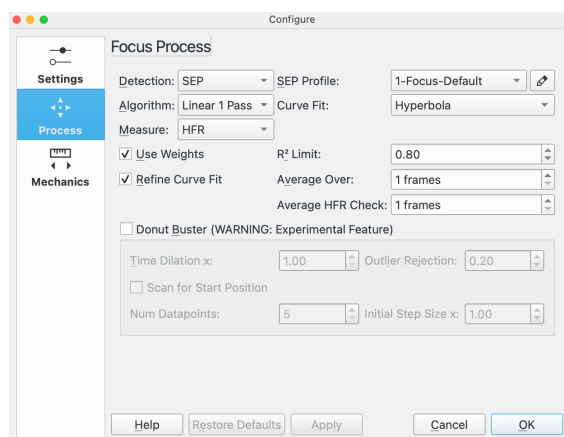 Configure
Focus Process
Settings
Process
Mechanics
Detection: SEP SEP Profile: 1-Focus-Default
Algorithm: Linear 1 Pass Curve Fit: Hyperbola
Measure: HFR
Use Weights R² Limit: 0.80
Refine Curve Fit Average Over: 1 frames
Average HFR Check: 1 frames
Donut Buster (WARNING: Experimental Feature)
Time Dilation x: 1.00 Outlier Rejection: 0.20
Scan for Start Position
Num Datapoints: 5 Initial Step Size x: 1.00
Help Restore Defaults Apply Cancel OK